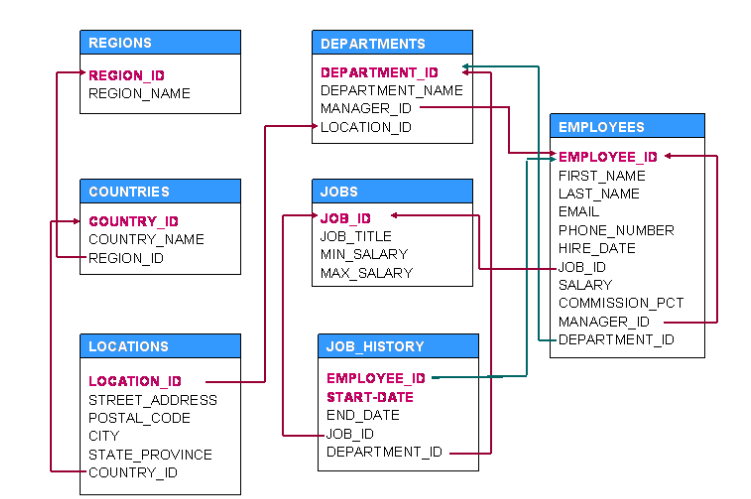 REGIONS
REGION_ID
REGION_NAME
DEPARTMENTS
DEPARTMENT_ID
DEPARTMENT_NAME
MANAGER_ID
LOCATION_ID
EMPLOYEES
EMPLOYEE_ID
FIRST_NAME
LAST_NAME
EMAIL
PHONE_NUMBER
HIRE_DATE
JOB_ID
SALARY
COMMISSION_PCT
MANAGER_ID
DEPARTMENT_ID
COUNTRIES
COUNTRY_ID
COUNTRY_NAME
REGION_ID
JOBS
JOB_ID
JOB_TITLE
MIN_SALARY
MAX_SALARY
LOCATIONS
LOCATION_ID
STREET_ADDRESS
POSTAL_CODE
CITY
STATE_PROVINCE
COUNTRY_ID
JOB_HISTORY
EMPLOYEE_ID
START-DATE
END_DATE
JOB_ID
DEPARTMENT_ID